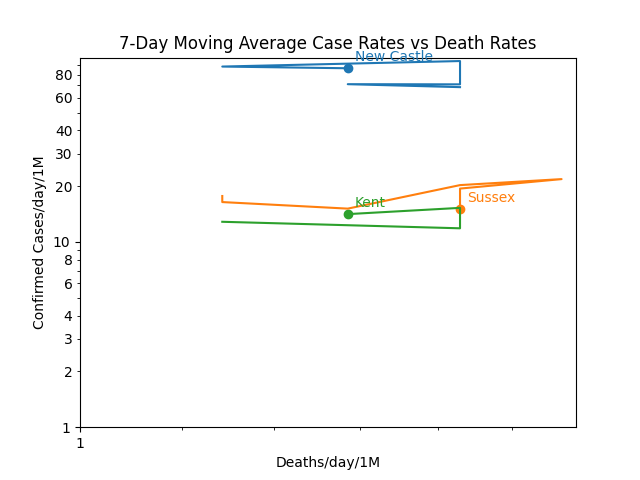 7-Day Moving Average Case Rates vs Death Rates
New Castle
80
60
40
30
20
Kent
Sussex
10
8
6
4
3
2
1
1
Confirmed Cases/day/1M
Deaths/day/1M